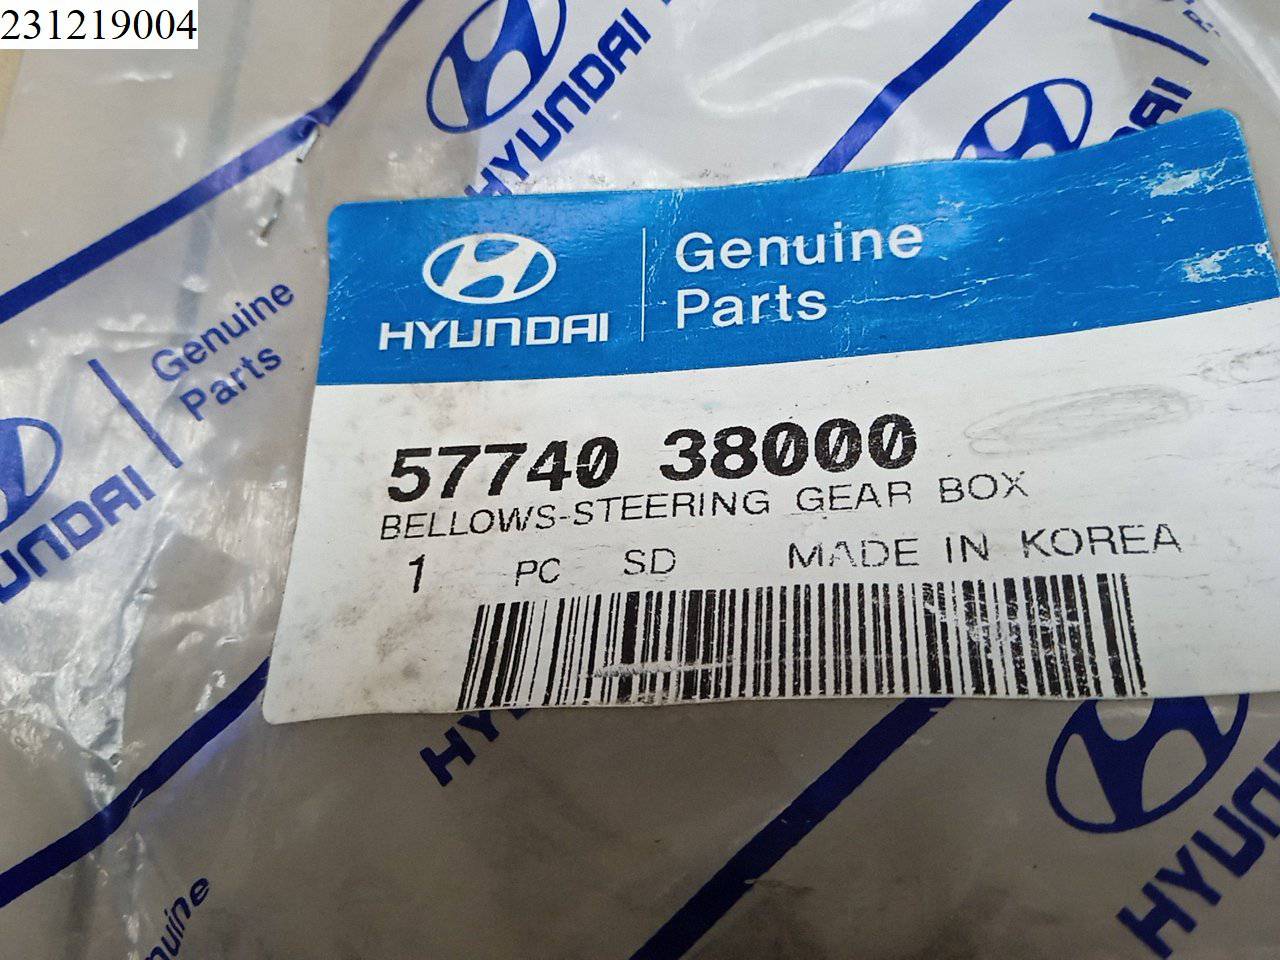 231219004
HYUNDAI
HYUNDAI
Genuine
Parts
HYUNDAI
Genuine
Parts
57740 38000
BELLOWS-STEERING GEAR BOX
1 PC SD MADE IN KOREA
HYUNDAI